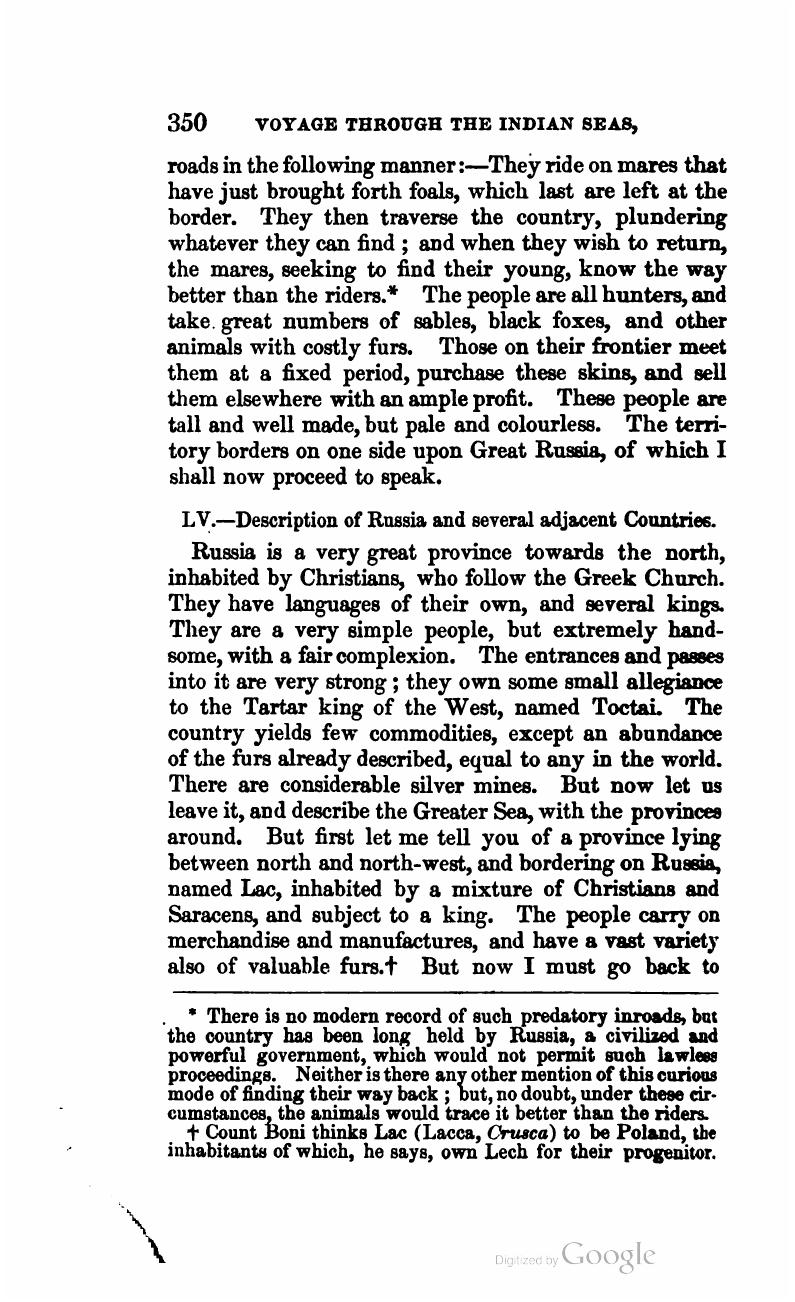 350 VOYAGE THROUGH THE INDIAN SEAS,
roads in the following manner:—They ride on mares that
have just brought forth foals, which last are left at the
border. They then traverse the country, plundering
whatever they can find ; and when they wish to return,
the mares, seeking to find their young, know the way
better than the riders.* The people are all hunters, and
take great numbers of sables, black foxes, and other
animals with costly furs. Those on their frontier meet
them at a fixed period, purchase these skins, and sell
them elsewhere with an ample profit. These people are
tall and well made, but pale and colourless. The terri-
tory borders on one side upon Great Russia, of which I
shall now proceed to speak.
LV.—Description of Russia and several adjacent Countries.
Russia is a very great province towards the north,
inhabited by Christians, who follow the Greek Church.
They have languages of their own, and several kings.
They are a very simple people, but extremely hand-
some, with a fair complexion. The entrances and passes
into it are very strong ; they own some small allegiance
to the Tartar king of the West, named Toctai. The
country yields few commodities, except an abundance
of the furs already described, equal to any in the world.
There are considerable silver mines. But now let us
leave it, and describe the Greater Sea, with the provinces
around. But first let me tell you of a province lying
between north and north-west, and bordering on Russia,
named Lac, inhabited by a mixture of Christians and
Saracens, and subject to a king. The people carry on
merchandise and manufactures, and have a vast variety
also of valuable furs.† But now I must go back to
* There is no modern record of such predatory inroads, but
the country has been long held by Russia, a civilized and
powerful government, which would not permit such lawless
proceedings. Neither is there any other mention of this curious
mode of finding their way back ; but, no doubt, under these cir-
cumstances, the animals would trace it better than the riders.
† Count Boni thinks Lac (Lacca, Crusca) to be Poland, the
inhabitants of which, he says, own Lech for their progenitor.
Digitized by Google